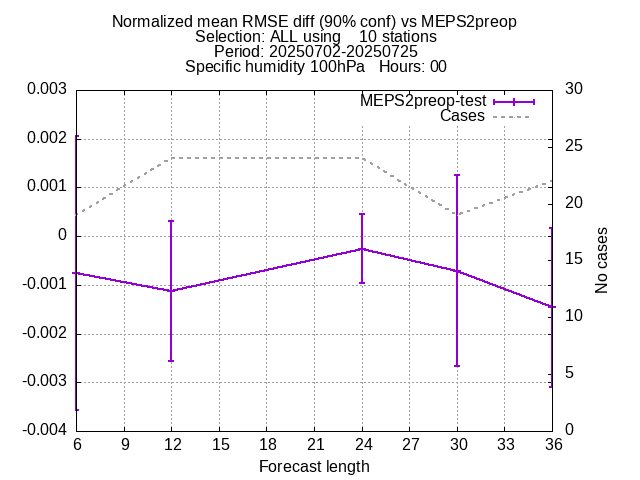 Normalized mean RMSE diff (90% conf) vs MEPS2preop
Selection: ALL using    10 stations
Period: 20250702-20250725
Specific humidity 100hPa   Hours: 00
MEPS2preop-test
Cases
0.003
0.002
0.001
0
-0.001
-0.002
-0.003
-0.004
30
25
20
15
10
5
0
No cases
6 9 12 15 18 21 24 27 30 33 36
Forecast length